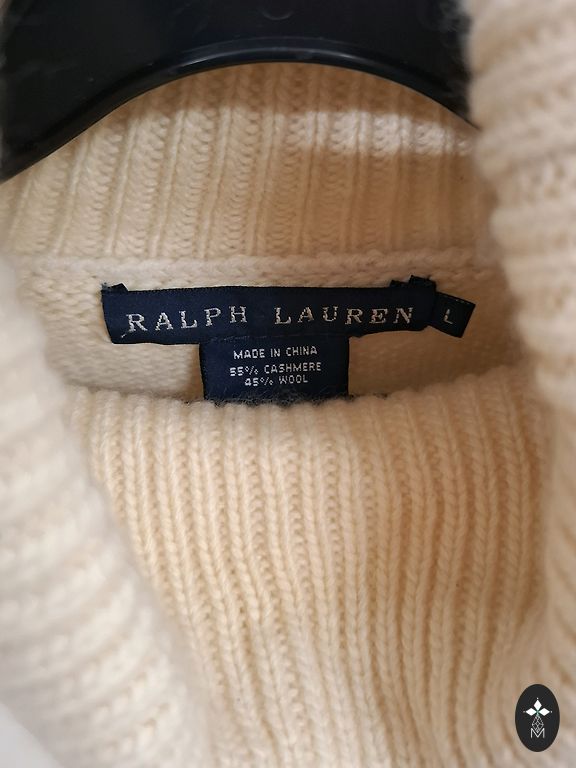 RALPH LAUREN
L
MADE IN CHINA
55% CASHMERE
45% WOOL
M